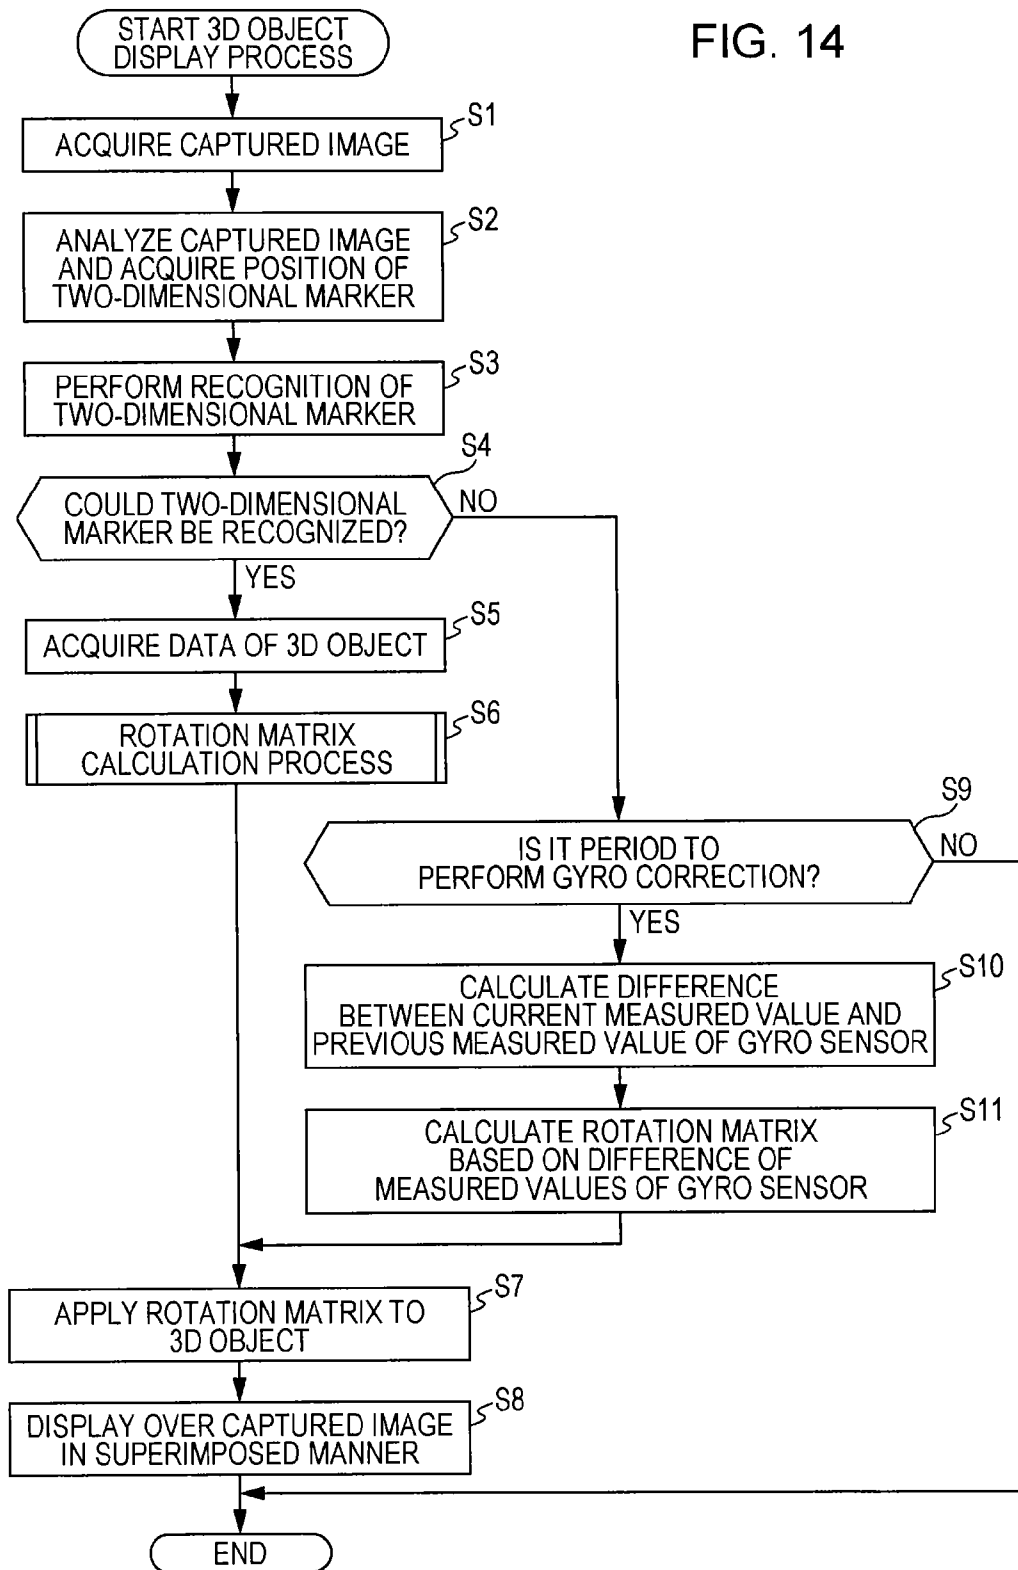 FIG. 14
START 3D OBJECT
DISPLAY PROCESS
S1
ACQUIRE CAPTURED IMAGE
S2
ANALYZE CAPTURED IMAGE
AND ACQUIRE POSITION OF
TWO-DIMENSIONAL MARKER
S3
PERFORM RECOGNITION OF
TWO-DIMENSIONAL MARKER
S4
COULD TWO-DIMENSIONAL
MARKER BE RECOGNIZED?
NO
YES
S5
ACQUIRE DATA OF 3D OBJECT
S6
ROTATION MATRIX
CALCULATION PROCESS
S9
IS IT PERIOD TO
PERFORM GYRO CORRECTION?
NO
YES
S10
CALCULATE DIFFERENCE
BETWEEN CURRENT MEASURED VALUE AND
PREVIOUS MEASURED VALUE OF GYRO SENSOR
S11
CALCULATE ROTATION MATRIX
BASED ON DIFFERENCE OF
MEASURED VALUES OF GYRO SENSOR
S7
APPLY ROTATION MATRIX TO
3D OBJECT
S8
DISPLAY OVER CAPTURED IMAGE
IN SUPERIMPOSED MANNER
END